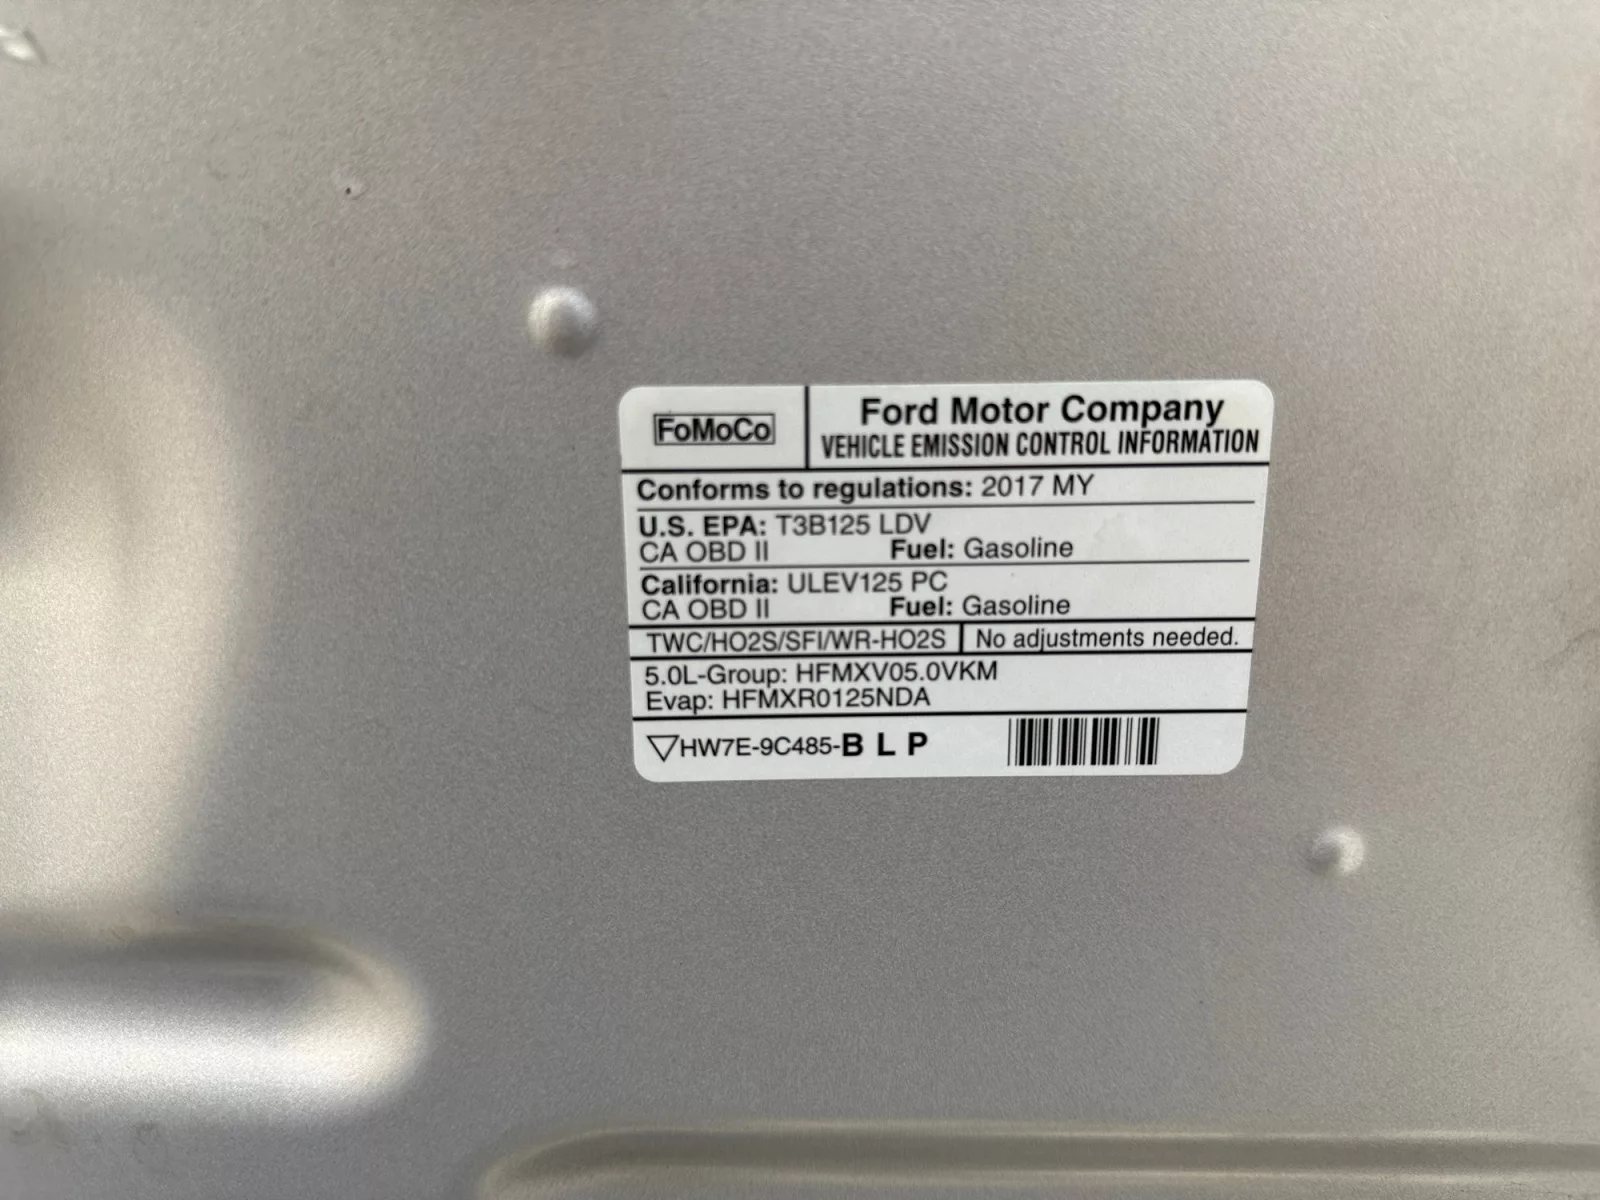 FoMoCo
Ford Motor Company
VEHICLE EMISSION CONTROL INFORMATION
Conforms to regulations: 2017 MY
U.S. EPA: T3B125 LDV
CA OBD II Fuel: Gasoline
California: ULEV125 PC
CA OBD II Fuel: Gasoline
TWC/HO2S/SFI/WR-HO2S No adjustments needed.
5.0L-Group: HFMXV05.0VKM
Evap: HFMXR0125NDA
▽HW7E-9C485-B L P